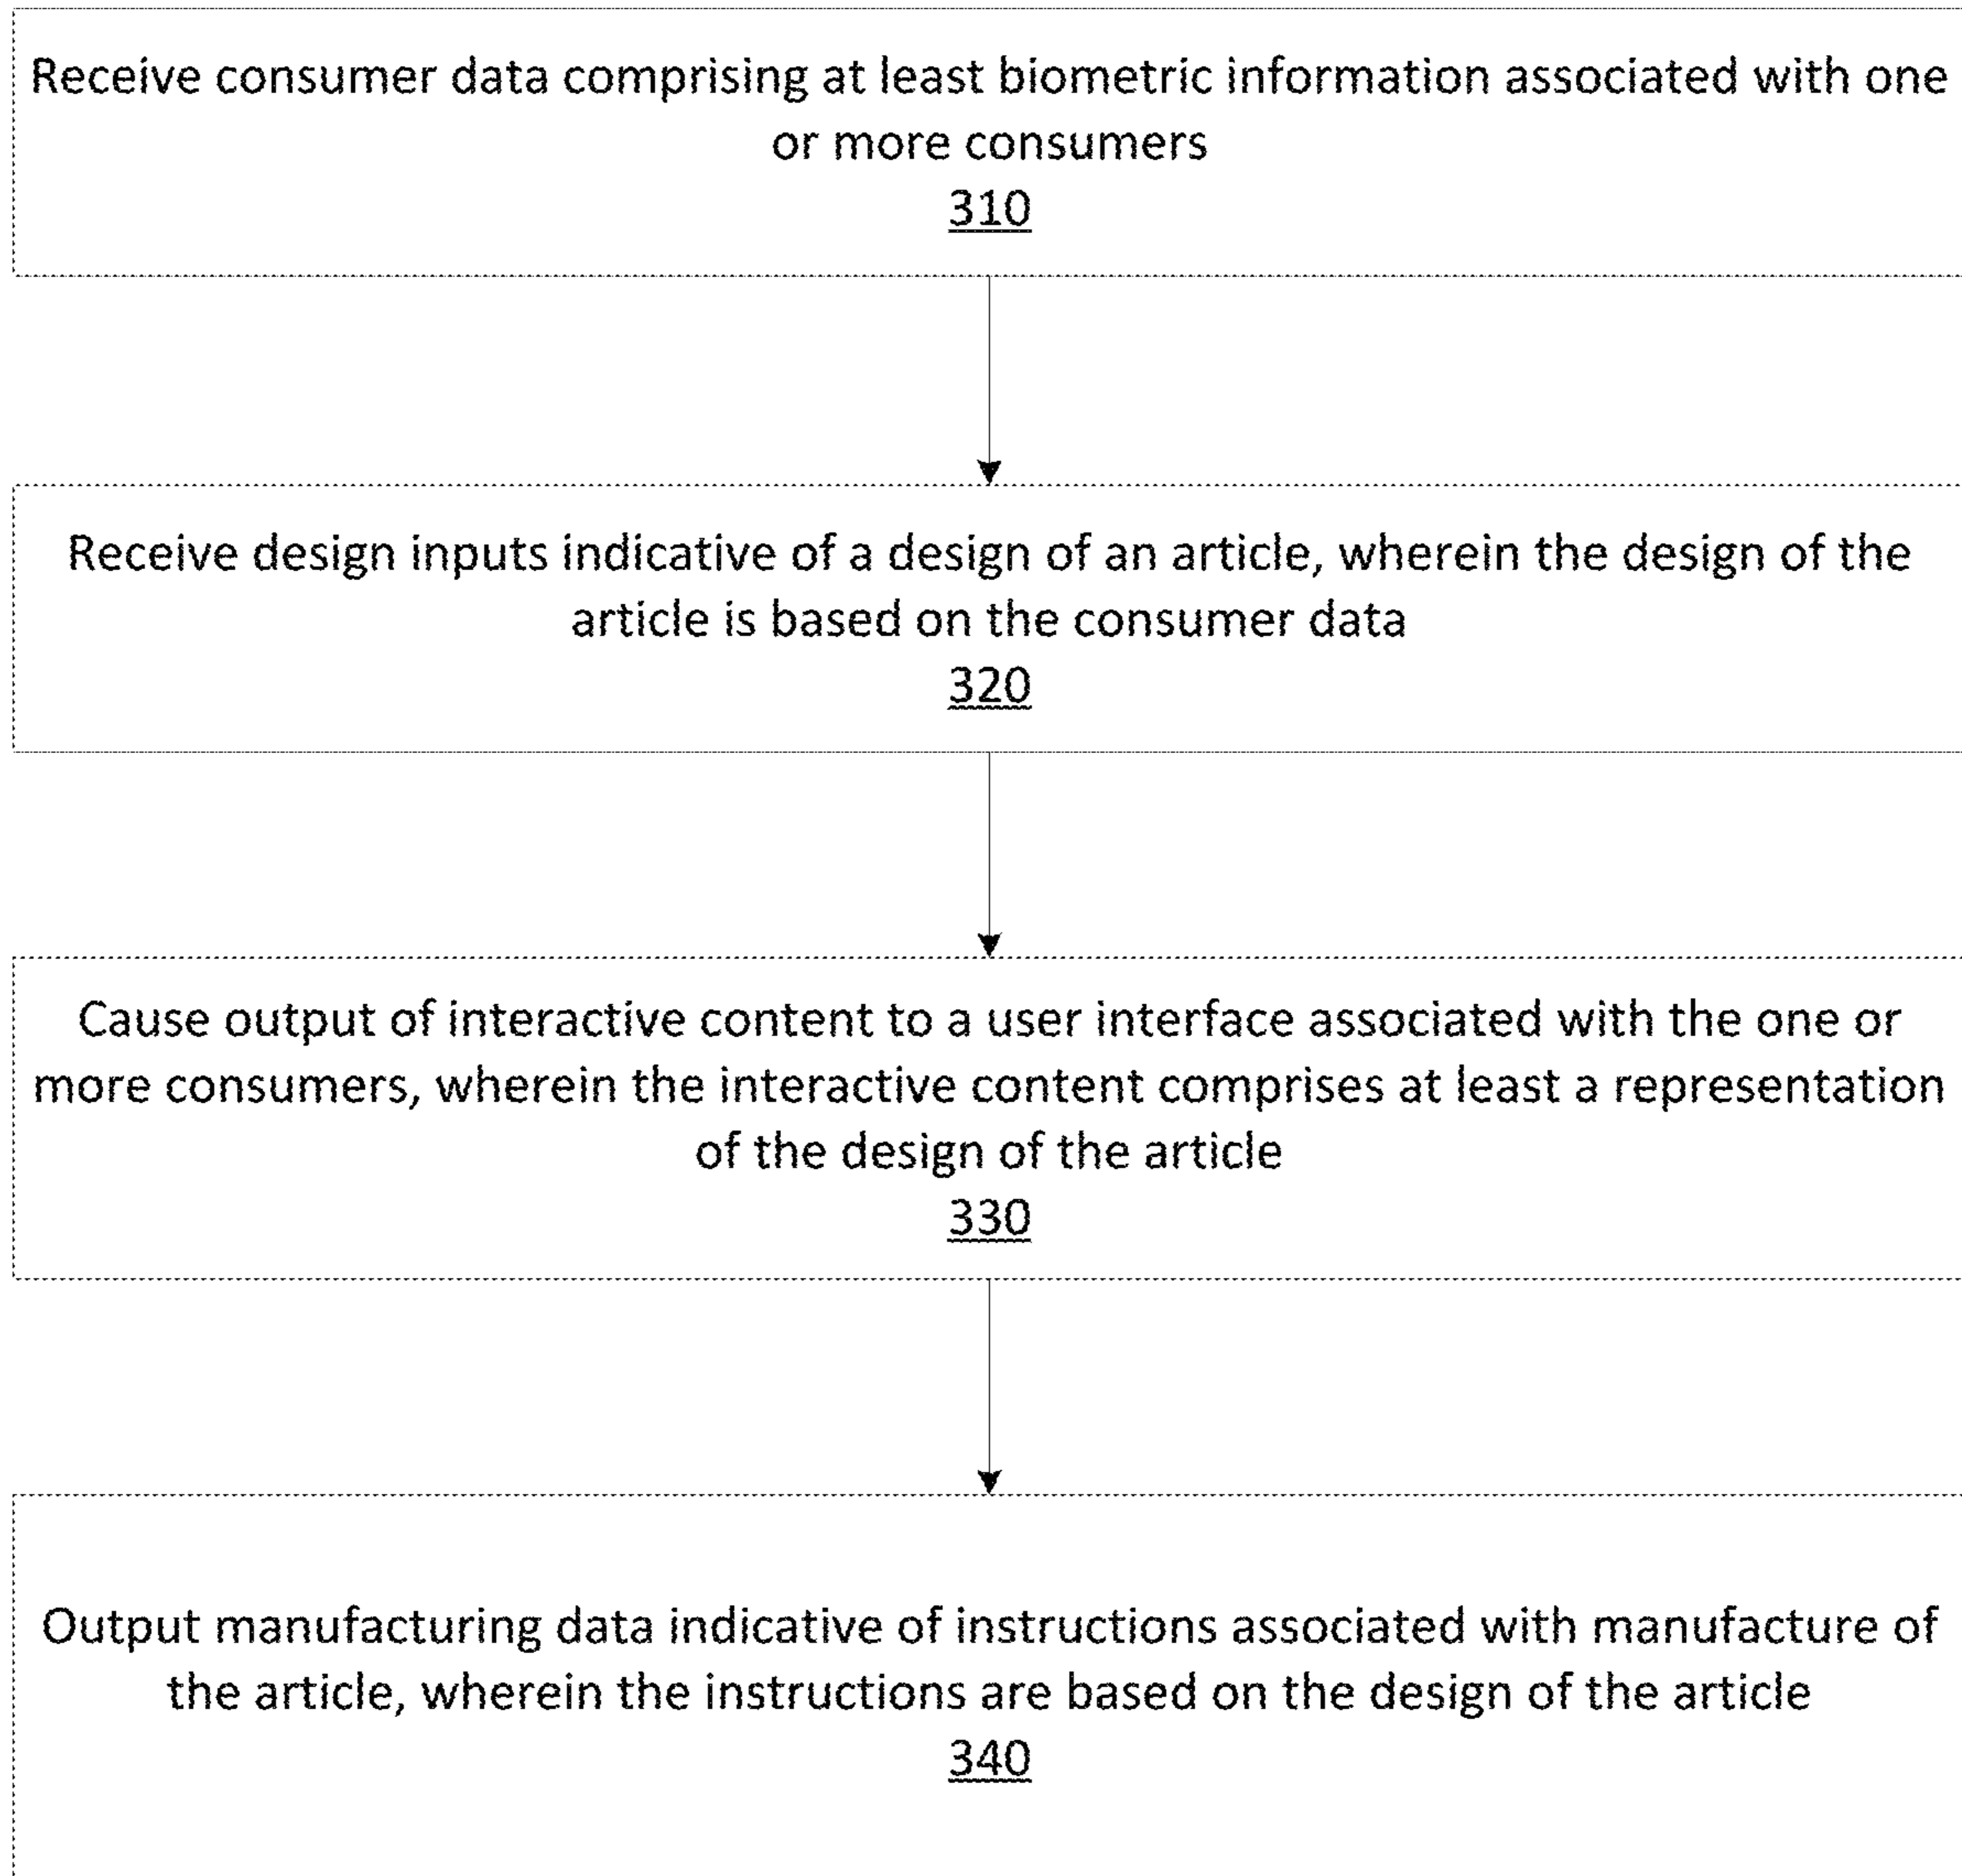 Receive consumer data comprising at least biometric information associated with one
or more consumers
310
Receive design inputs indicative of a design of an article, wherein the design of the
article is based on the consumer data
320
Cause output of interactive content to a user interface associated with the one or
more consumers, wherein the interactive content comprises at least a representation
of the design of the article
330
Output manufacturing data indicative of instructions associated with manufacture of
the article, wherein the instructions are based on the design of the article
340